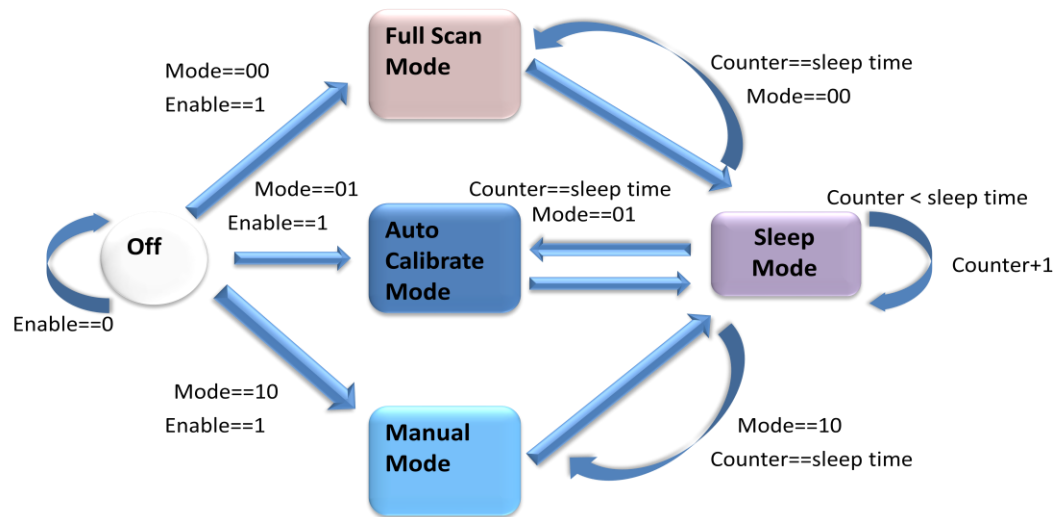 Full Scan
Mode
Mode==00
Enable==1
Counter==sleep time
Mode==00
Mode==01
Enable==1
Counter==sleep time
Mode==01
Counter < sleep time
Off
Auto
Calibrate
Mode
Sleep
Mode
Counter+1
Enable==0
Mode==10
Enable==1
Manual
Mode
Mode==10
Counter==sleep time